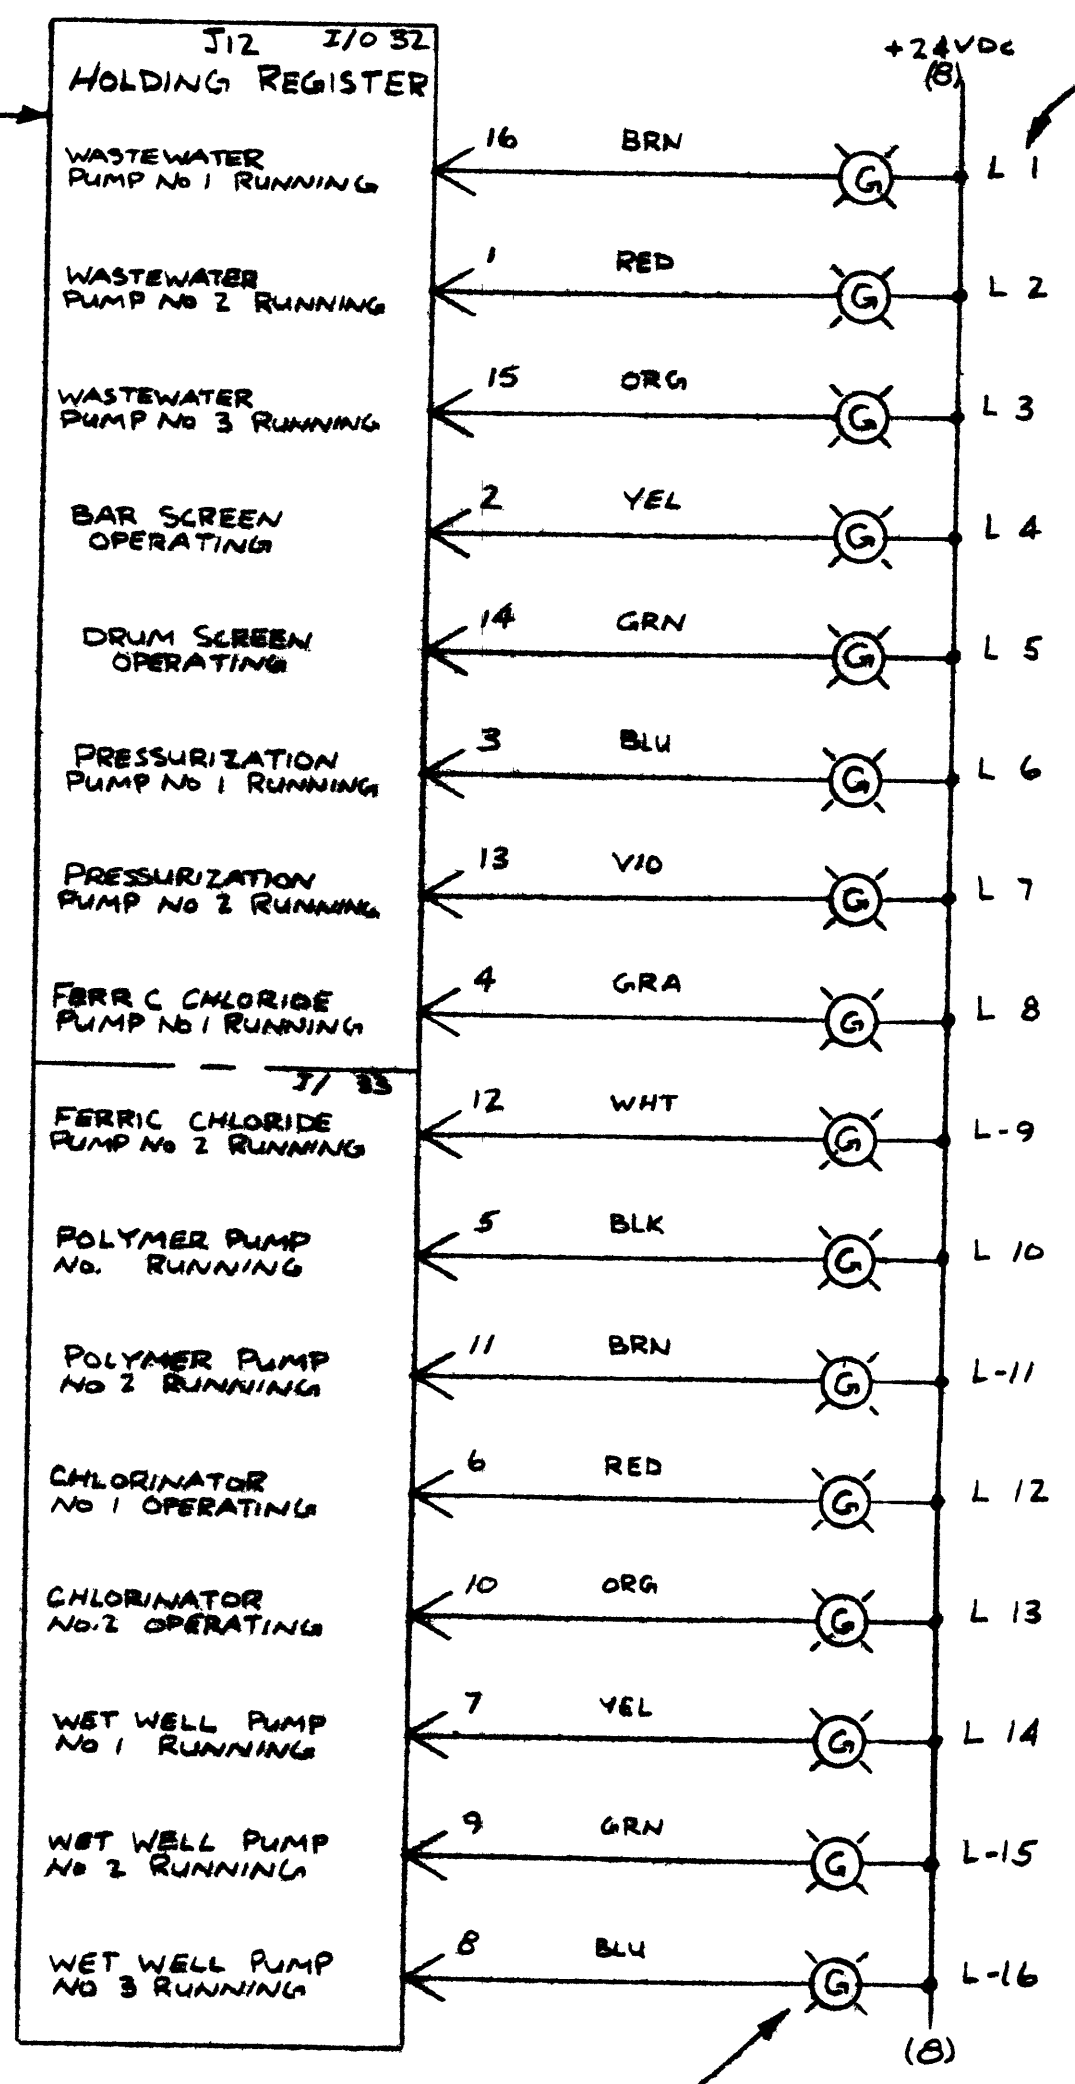 J12 I/O 32
+24VDC
HOLDING REGISTER
(8)
16 BRN
WASTEWATER
PUMP No 1 RUNNING
G
L 1
1 RED
WASTEWATER
PUMP No 2 RUNNING
G
L 2
15 ORG
WASTEWATER
PUMP No 3 RUNNING
G
L 3
2 YEL
BAR SCREEN
OPERATING
G
L 4
14 GRN
DRUM SCREEN
OPERATING
G
L 5
3 BLU
PRESSURIZATION
PUMP No 1 RUNNING
G
L 6
13 VIO
PRESSURIZATION
PUMP No 2 RUNNING
G
L 7
4 GRA
FERR C CHLORIDE
PUMP No 1 RUNNING
G
L 8
I/ 33
12 WHT
FERRIC CHLORIDE
PUMP No 2 RUNNING
G
L-9
5 BLK
POLYMER PUMP
No. RUNNING
G
L 10
11 BRN
POLYMER PUMP
No 2 RUNNING
G
L-11
6 RED
CHLORINATOR
No 1 OPERATING
G
L 12
10 ORG
CHLORINATOR
No.2 OPERATING
G
L 13
7 YEL
WET WELL PUMP
No 1 RUNNING
G
L 14
9 GRN
WET WELL PUMP
No 2 RUNNING
G
L-15
8 BLU
WET WELL PUMP
NO 3 RUNNING
G
L-16
(8)